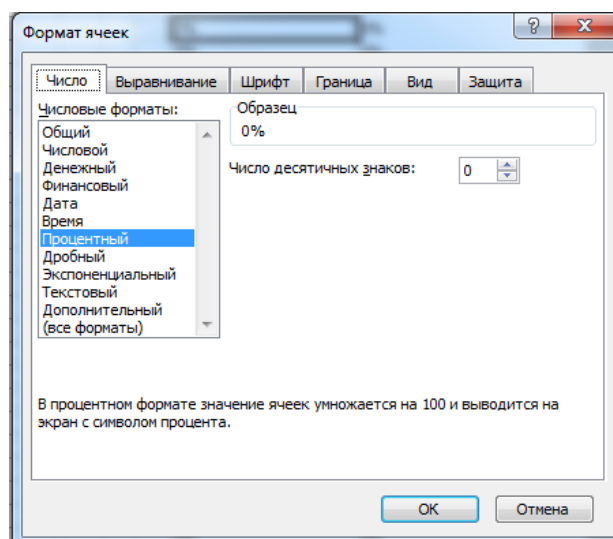 Формат ячеек
Число Выравнивание Шрифт Граница Вид Защита
Числовые форматы:
Общий
Числовой
Денежный
Финансовый
Дата
Время
Процентный
Дробный
Экспоненциальный
Текстовый
Дополнительный
(все форматы)
Образец
0%
Число десятичных знаков: 0
В процентном формате значение ячеек умножается на 100 и выводится на
экран с символом процента.
ОК Отмена